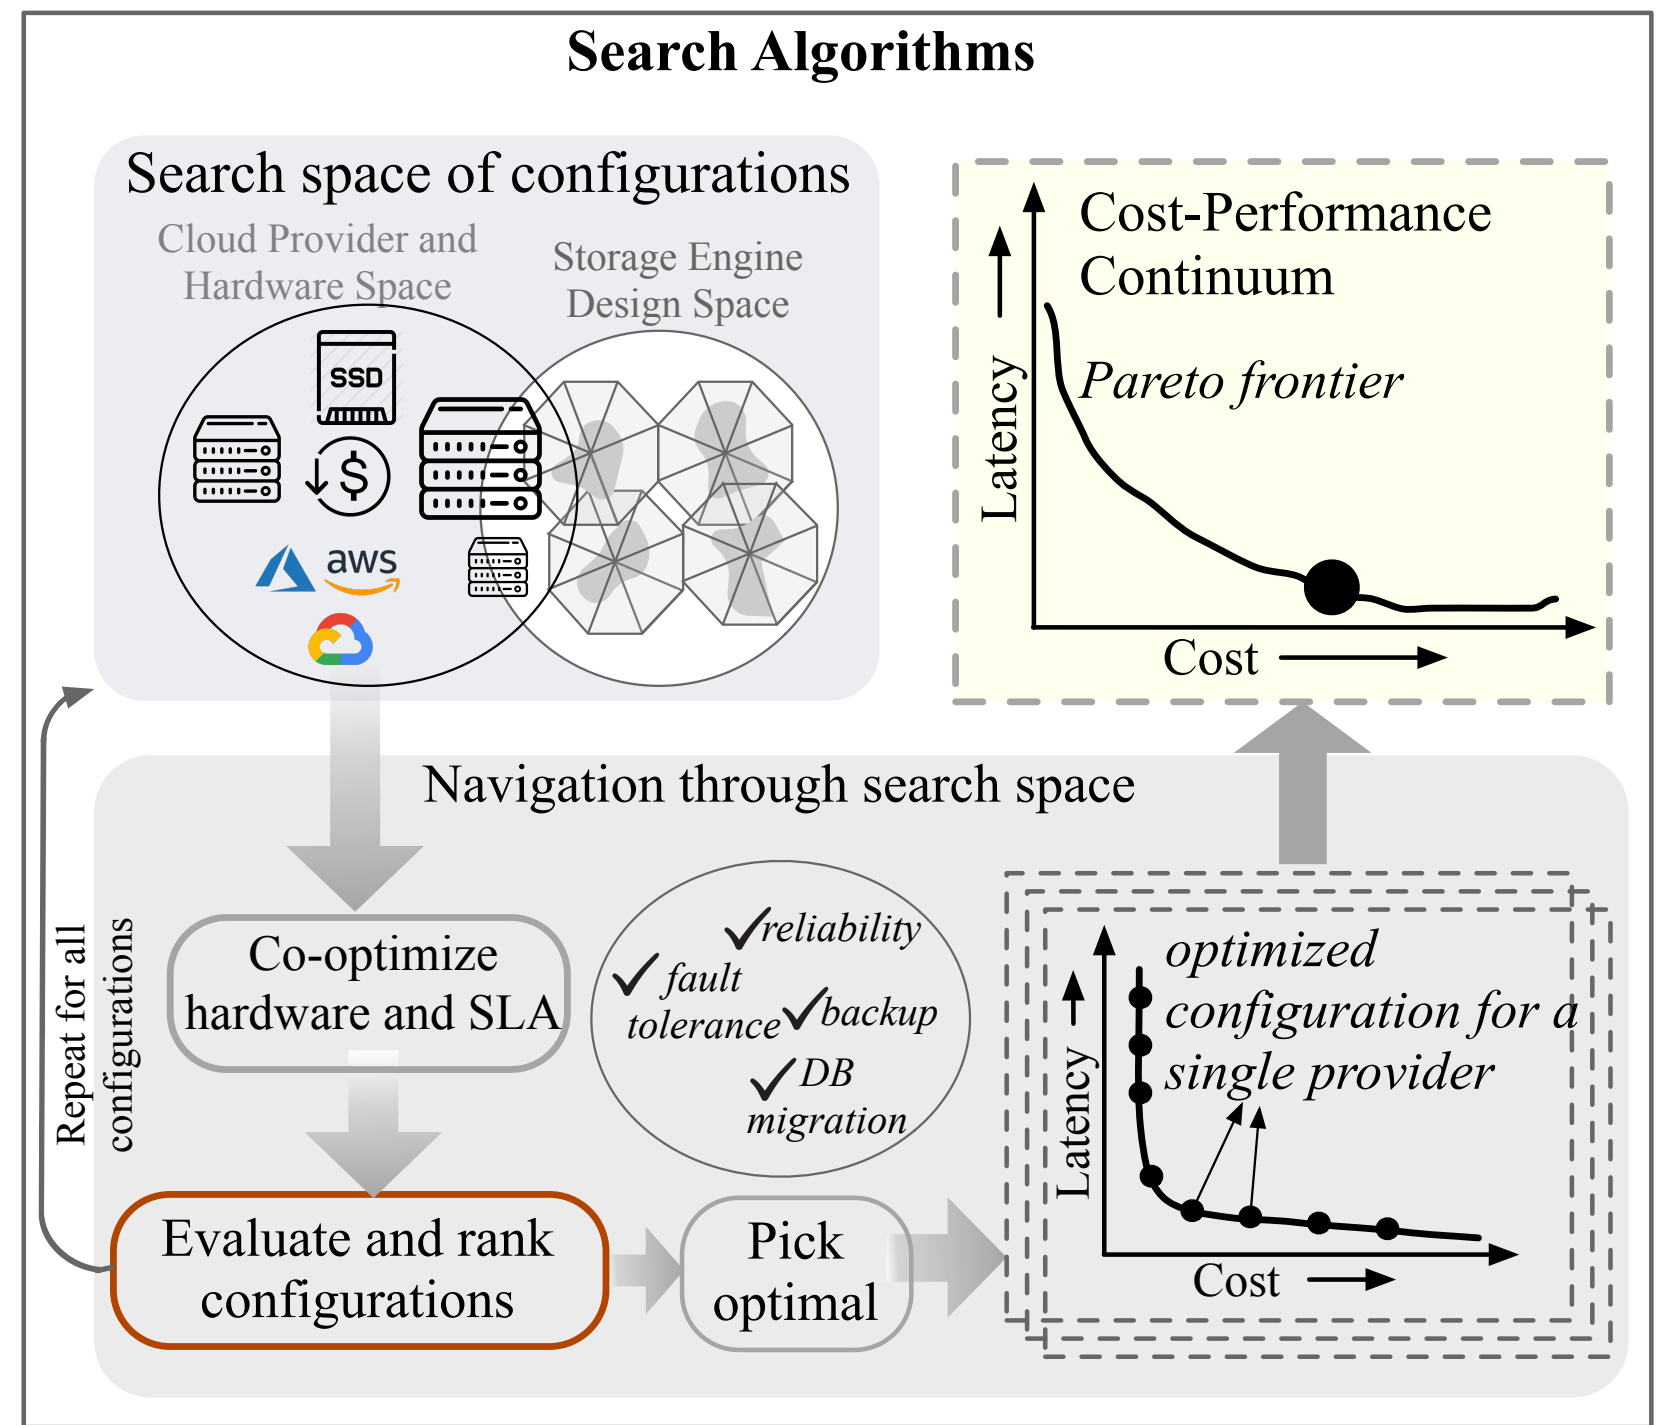 Search Algorithms
Search space of configurations
Cloud Provider and
Hardware Space
Storage Engine
Design Space
SSD
$
aws
Cost-Performance
Continuum
Pareto frontier
Latency
Cost
Navigation through search space
Repeat for all
configurations
Co-optimize
hardware and SLA
reliability
fault
tolerance
backup
DB
migration
Evaluate and rank
configurations
Pick
optimal
optimized
configuration for a
single provider
Latency
Cost